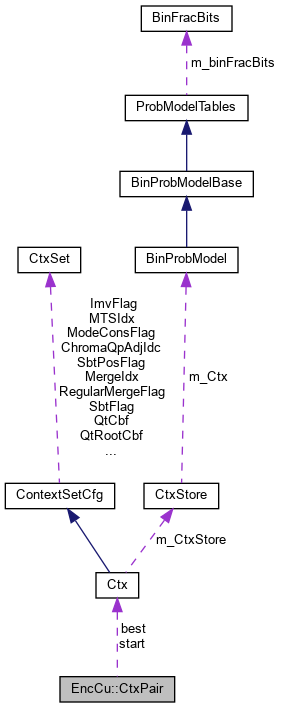 BinFracBits
m_binFracBits
ProbModelTables
BinProbModelBase
CtxSet
BinProbModel
ImvFlag
MTSIdx
ModeConsFlag
ChromaQpAdjIdc
SbtPosFlag
MergeIdx
RegularMergeFlag
SbtFlag
QtCbf
QtRootCbf
...
m_Ctx
ContextSetCfg
CtxStore
m_CtxStore
Ctx
best
start
EncCu::CtxPair